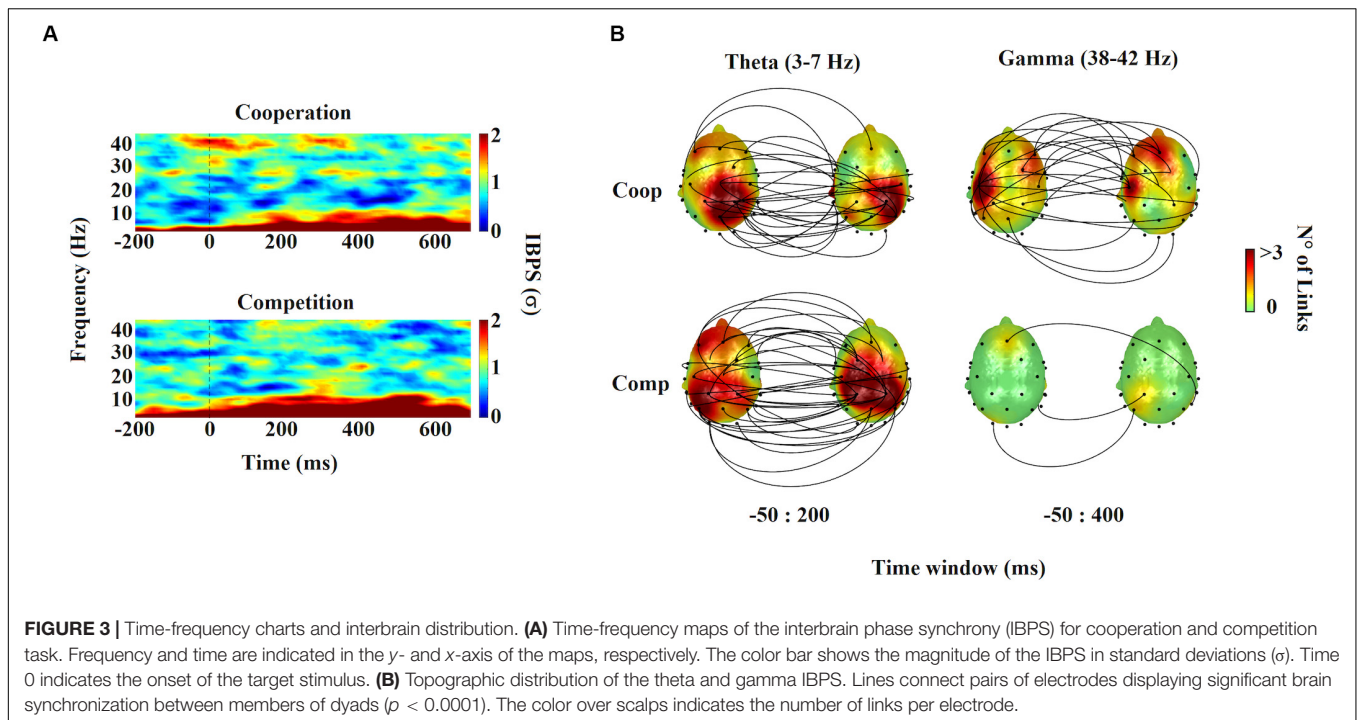 A
B
Theta (3-7 Hz)
Gamma (38-42 Hz)
Cooperation
40
30
20
10
-200 0 200 400 600
2
1
0
Competition
40
30
20
10
-200 0 200 400 600
2
1
0
Frequency (Hz)
IBPS (σ)
Time (ms)
Coop
Comp
N° of Links
>3
0
-50 : 200
-50 : 400
Time window (ms)
FIGURE 3 | Time-frequency charts and interbrain distribution. (A) Time-frequency maps of the interbrain phase synchrony (IBPS) for cooperation and competition
task. Frequency and time are indicated in the y- and x-axis of the maps, respectively. The color bar shows the magnitude of the IBPS in standard deviations (σ). Time
0 indicates the onset of the target stimulus. (B) Topographic distribution of the theta and gamma IBPS. Lines connect pairs of electrodes displaying significant brain
synchronization between members of dyads (p < 0.0001). The color over scalps indicates the number of links per electrode.